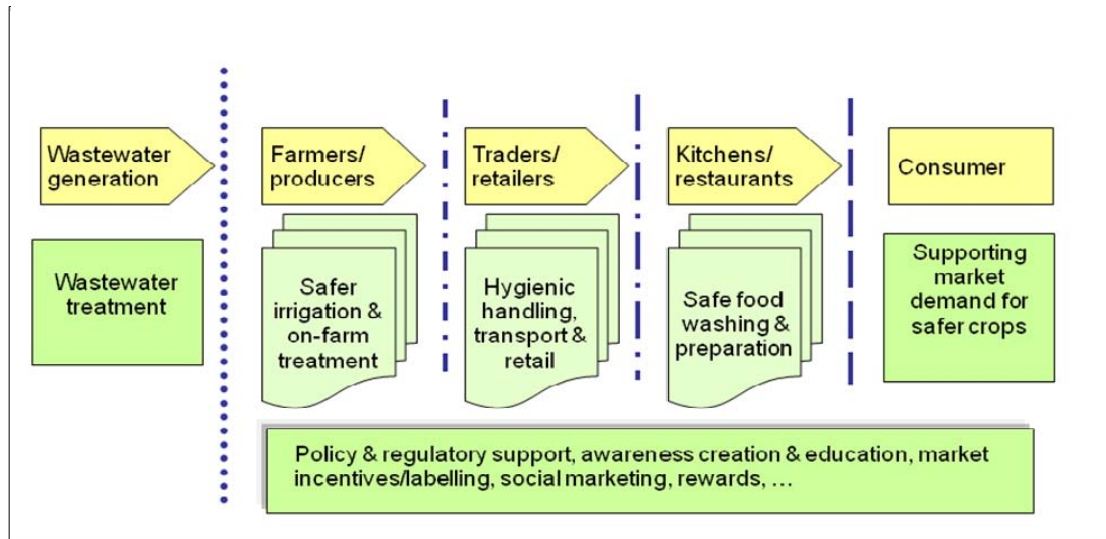 Wastewater
generation
Farmers/
producers
Traders/
retailers
Kitchens/
restaurants
Consumer
Wastewater
treatment
Safer
irrigation &
on-farm
treatment
Hygienic
handling,
transport &
retail
Safe food
washing &
preparation
Supporting
market
demand for
safer crops
Policy & regulatory support, awareness creation & education, market
incentives/labelling, social marketing, rewards, ...